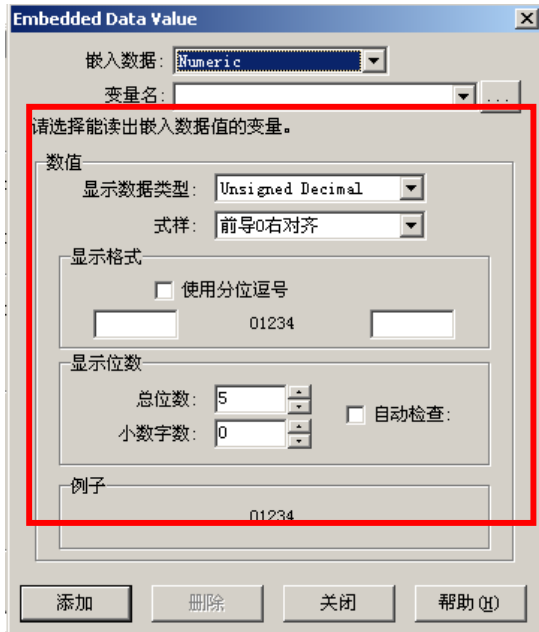 Embedded Data Value
嵌入数据: Numeric
变量名: ...
请选择能读出嵌入数据值的变量。
数值
显示数据类型: Unsigned Decimal
式样: 前导0右对齐
显示格式
使用分位逗号
01234
显示位数
总位数: 5
自动检查:
小数字数: 0
例子
01234
添加 删除 关闭 帮助(H)